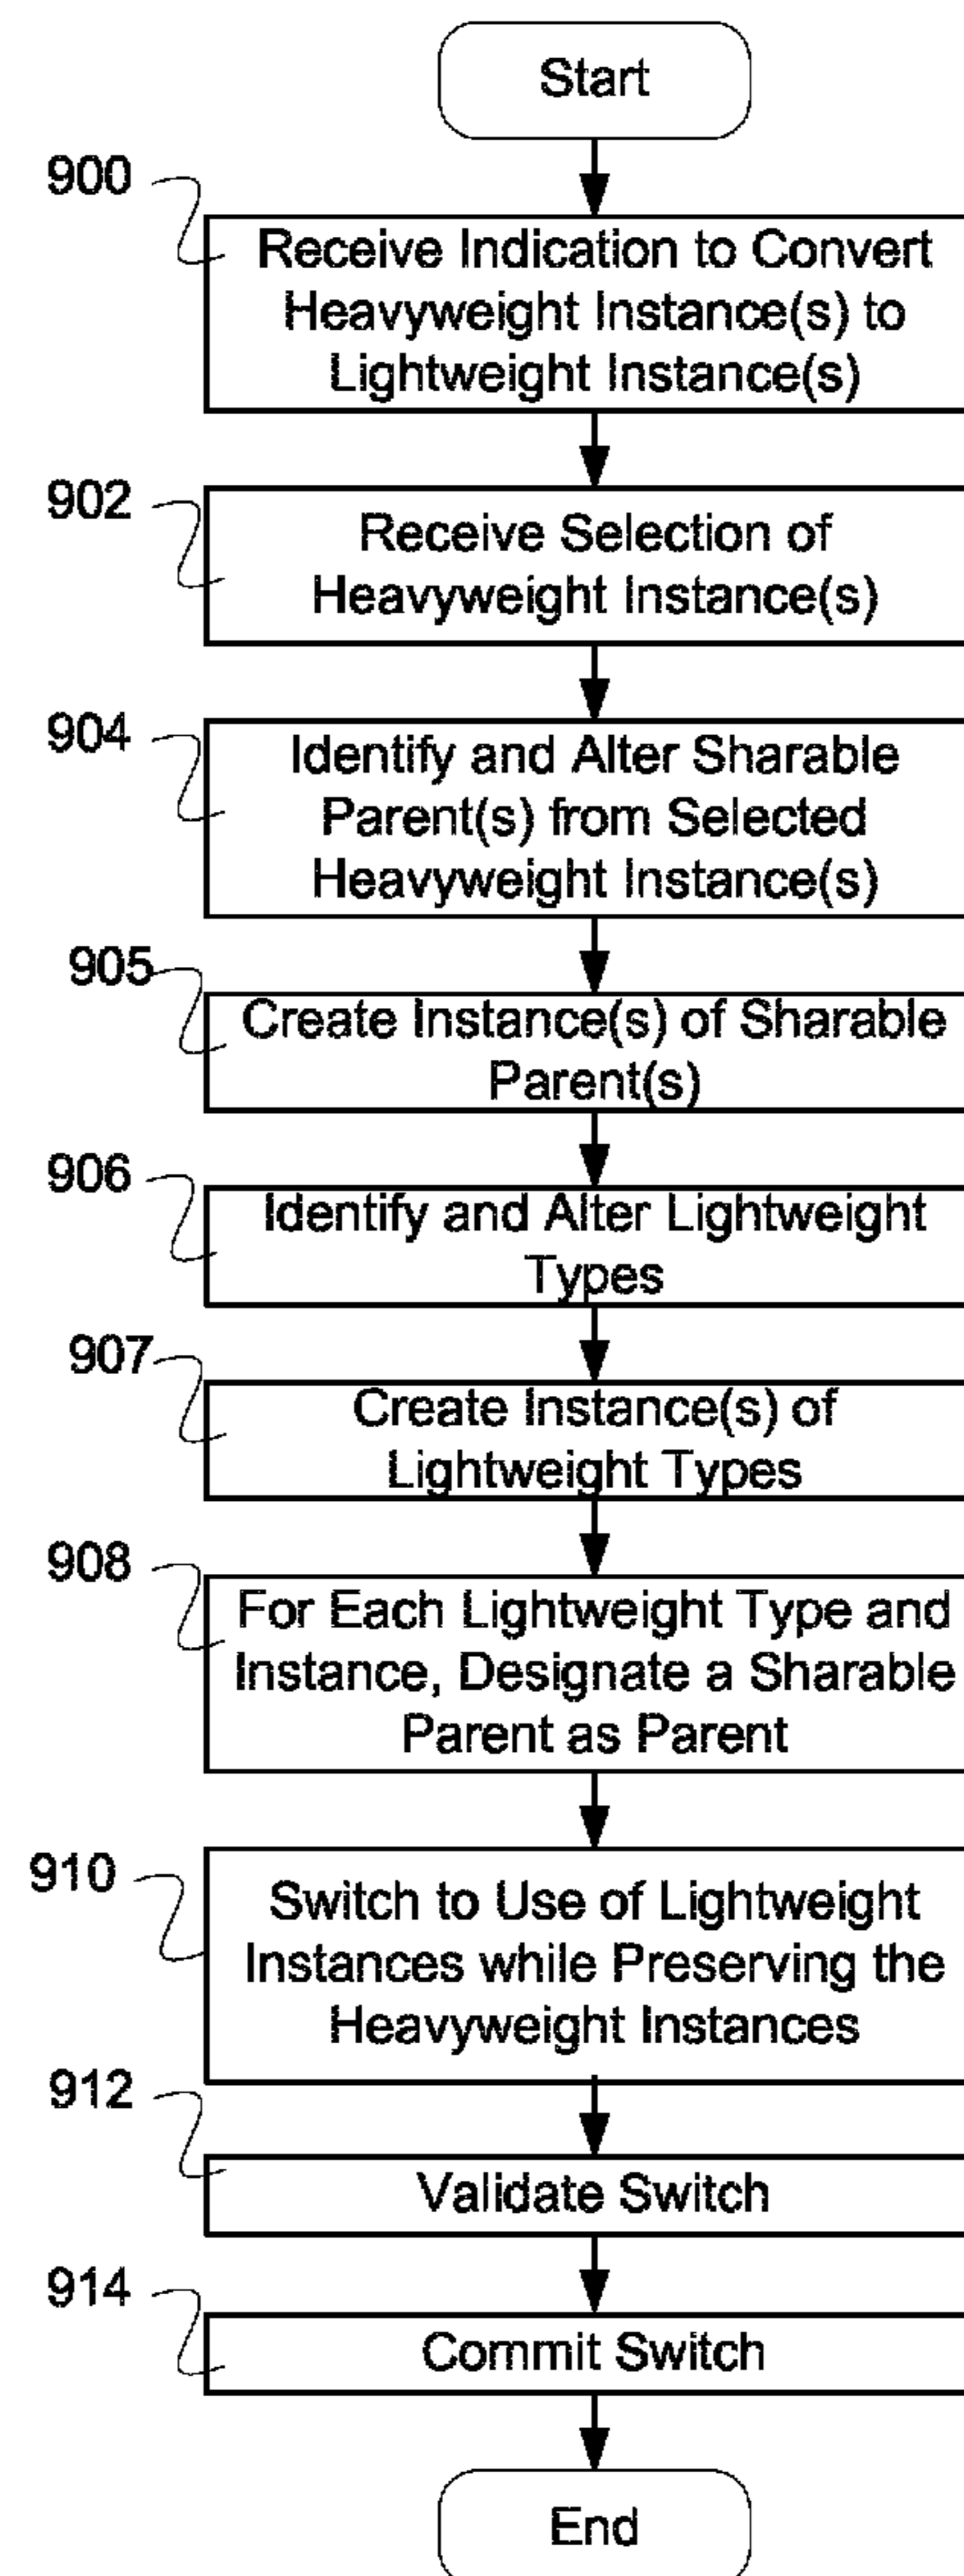 Start
900
Receive Indication to Convert
Heavyweight Instance(s) to
Lightweight Instance(s)
902
Receive Selection of
Heavyweight Instance(s)
904
Identify and Alter Sharable
Parent(s) from Selected
Heavyweight Instance(s)
905
Create Instance(s) of Sharable
Parent(s)
906
Identify and Alter Lightweight
Types
907
Create Instance(s) of
Lightweight Types
908
For Each Lightweight Type and
Instance, Designate a Sharable
Parent as Parent
910
Switch to Use of Lightweight
Instances while Preserving the
Heavyweight Instances
912
Validate Switch
914
Commit Switch
End